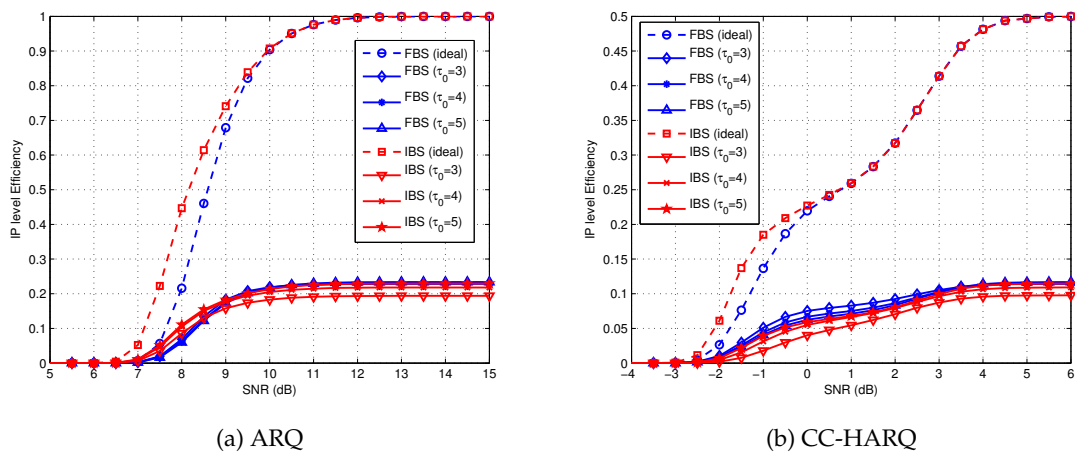 1
0.9
0.8
0.7
0.6
0.5
0.4
0.3
0.2
0.1
0
IP level Efficiency
5 6 7 8 9 10 11 12 13 14 15
SNR (dB)
FBS (ideal)
FBS (τ0=3)
FBS (τ0=4)
FBS (τ0=5)
IBS (ideal)
IBS (τ0=3)
IBS (τ0=4)
IBS (τ0=5)
(a) ARQ
0.5
0.45
0.4
0.35
0.3
0.25
0.2
0.15
0.1
0.05
0
IP level Efficiency
−4 −3 −2 −1 0 1 2 3 4 5 6
SNR (dB)
FBS (ideal)
FBS (τ0=3)
FBS (τ0=4)
FBS (τ0=5)
IBS (ideal)
IBS (τ0=3)
IBS (τ0=4)
IBS (τ0=5)
(b) CC-HARQ